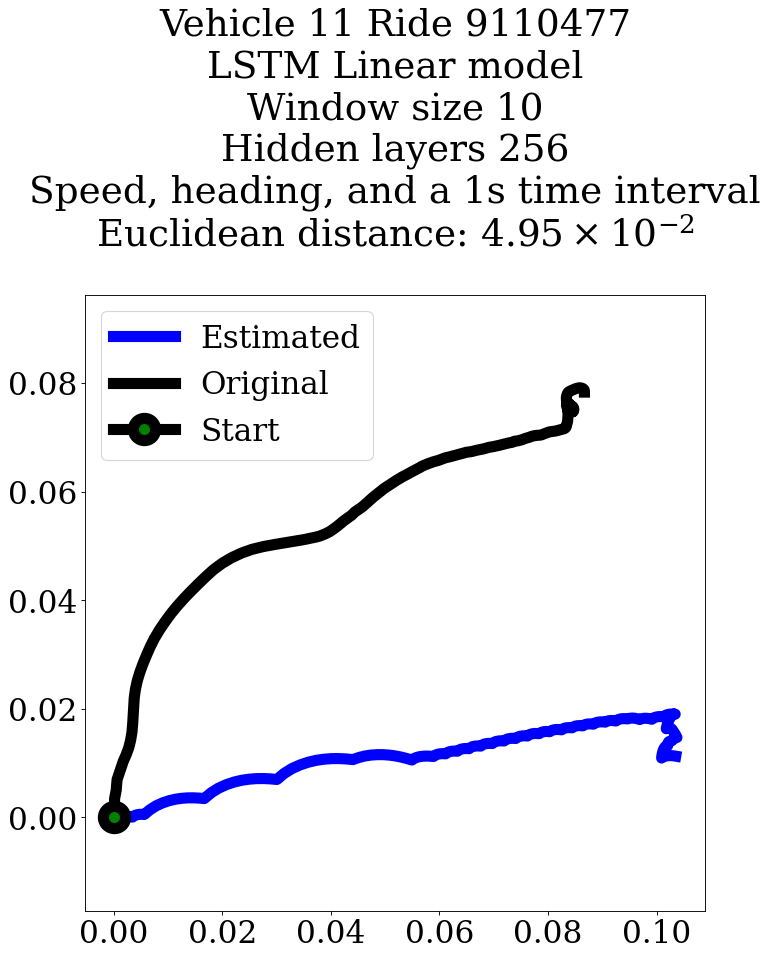 Vehicle 11 Ride 9110477
LSTM Linear model
Window size 10
Hidden layers 256
Speed, heading, and a 1s time interval
Euclidean distance: 4.95 × 10⁻²
Estimated
Original
Start
0.08
0.06
0.04
0.02
0.00
0.00 0.02 0.04 0.06 0.08 0.10